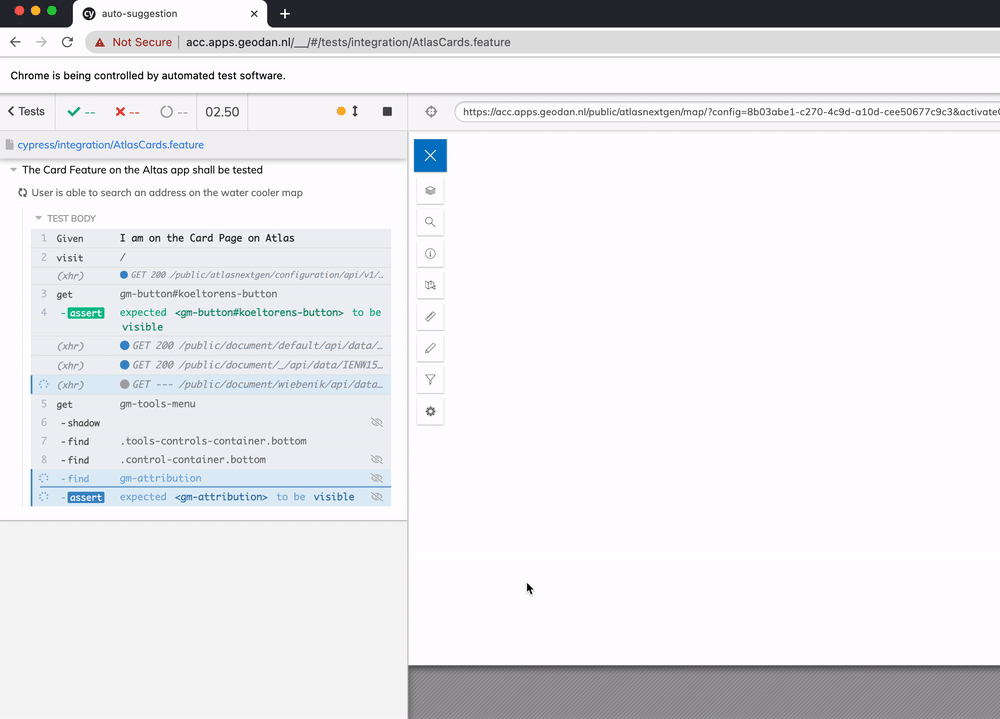 cy auto-suggestion
Not Secure acc.apps.geodan.nl/__/#/tests/integration/AtlasCards.feature
Chrome is being controlled by automated test software.
Tests -- -- -- 02.50
https://acc.apps.geodan.nl/public/atlasnextgen/map/?config=8b03abe1-c270-4c9d-a10d-cee50677c9c3&activate
cypress/integration/AtlasCards.feature
The Card Feature on the Altas app shall be tested
User is able to search an address on the water cooler map
TEST BODY
1 Given I am on the Card Page on Atlas
2 visit /
(xhr) GET 200 /public/atlasnextgen/configuration/api/v1/…
3 get gm-button#koeltorens-button
4 -assert expected <gm-button#koeltorens-button> to be
visible
(xhr) GET 200 /public/document/default/api/data/…
(xhr) GET 200 /public/document/_/api/data/IENW15…
(xhr) GET --- /public/document/wiebenik/api/data…
5 get gm-tools-menu
6 -shadow
7 -find .tools-controls-container.bottom
8 -find .control-container.bottom
-find gm-attribution
-assert expected <gm-attribution> to be visible